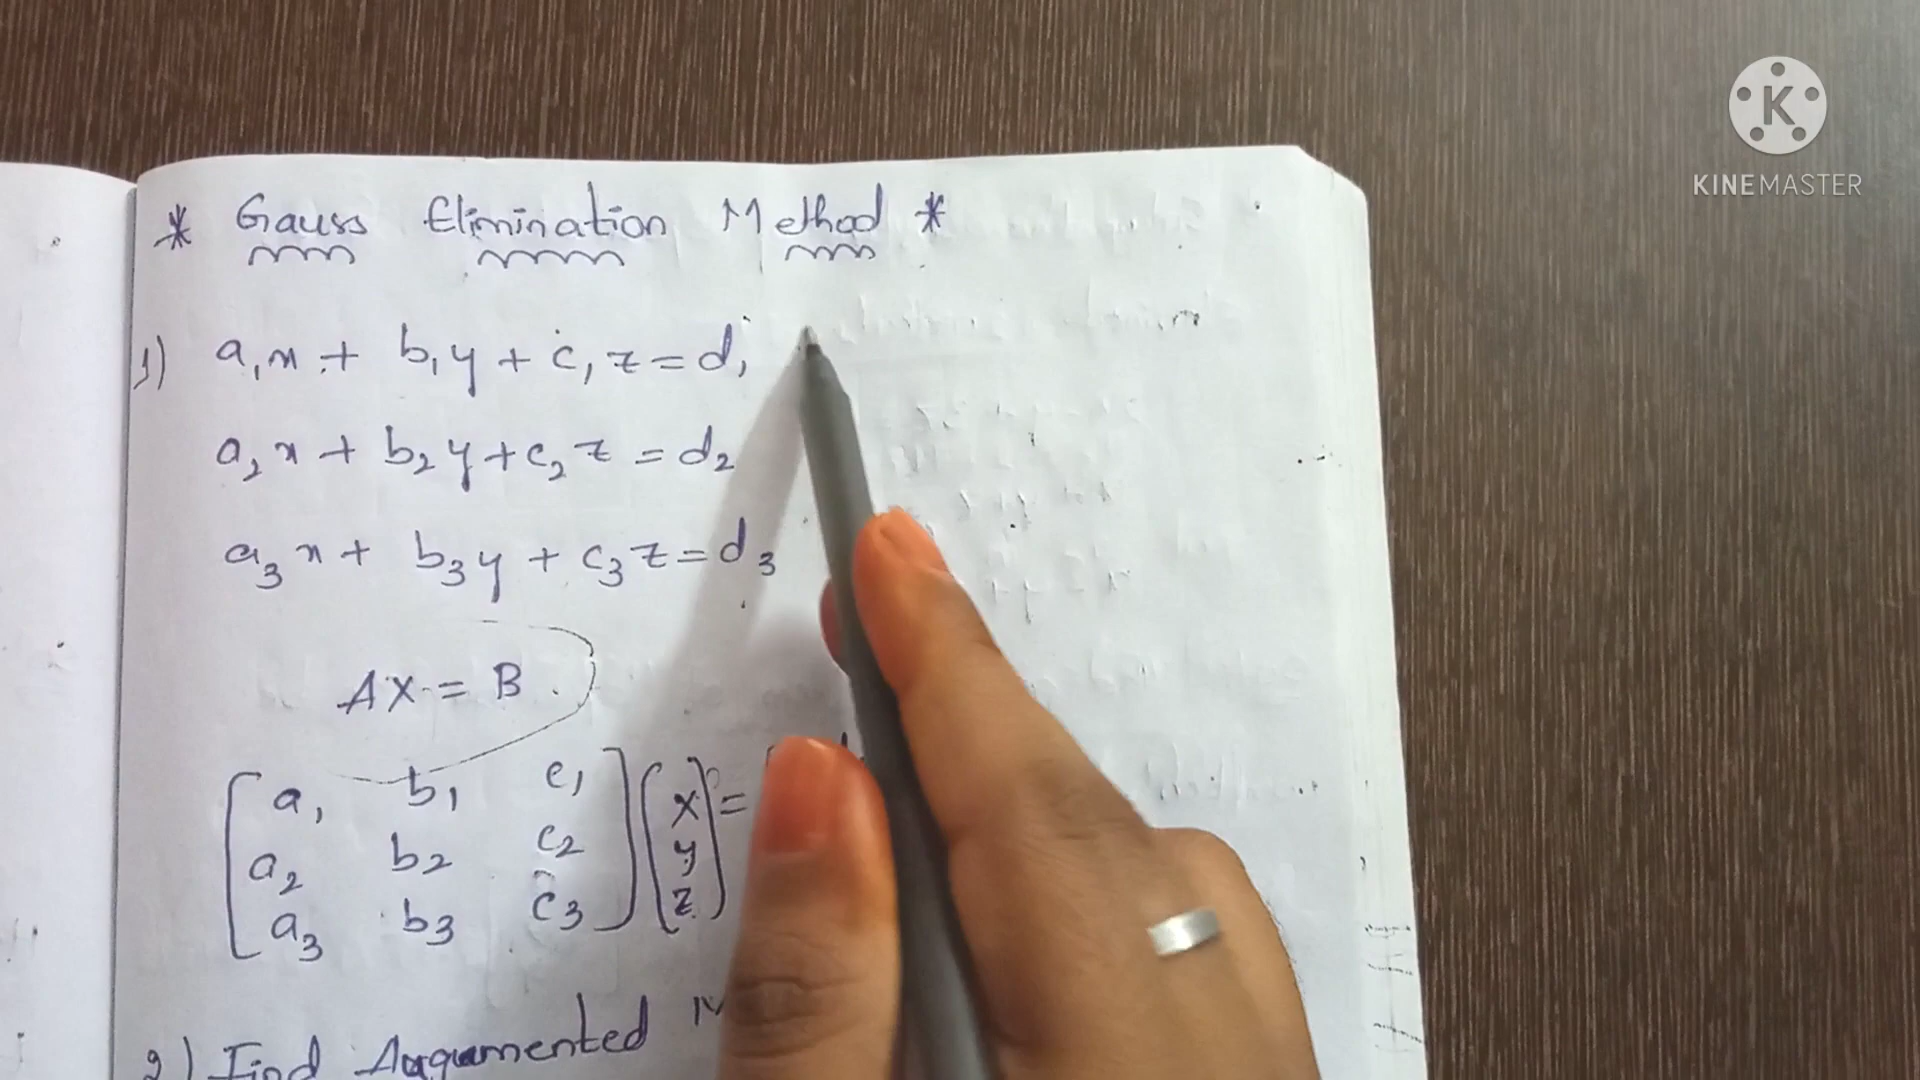 * Gauss Elimination Method *
1) a₁x + b₁y + c₁z = d₁
a₂x + b₂y + c₂z = d₂
a₃x + b₃y + c₃z = d₃
AX = B
[a₁ b₁ c₁] [x] =
[a₂ b₂ c₂] [y]
[a₃ b₃ c₃] [z]
2) Find Augumented
K
KINEMASTER